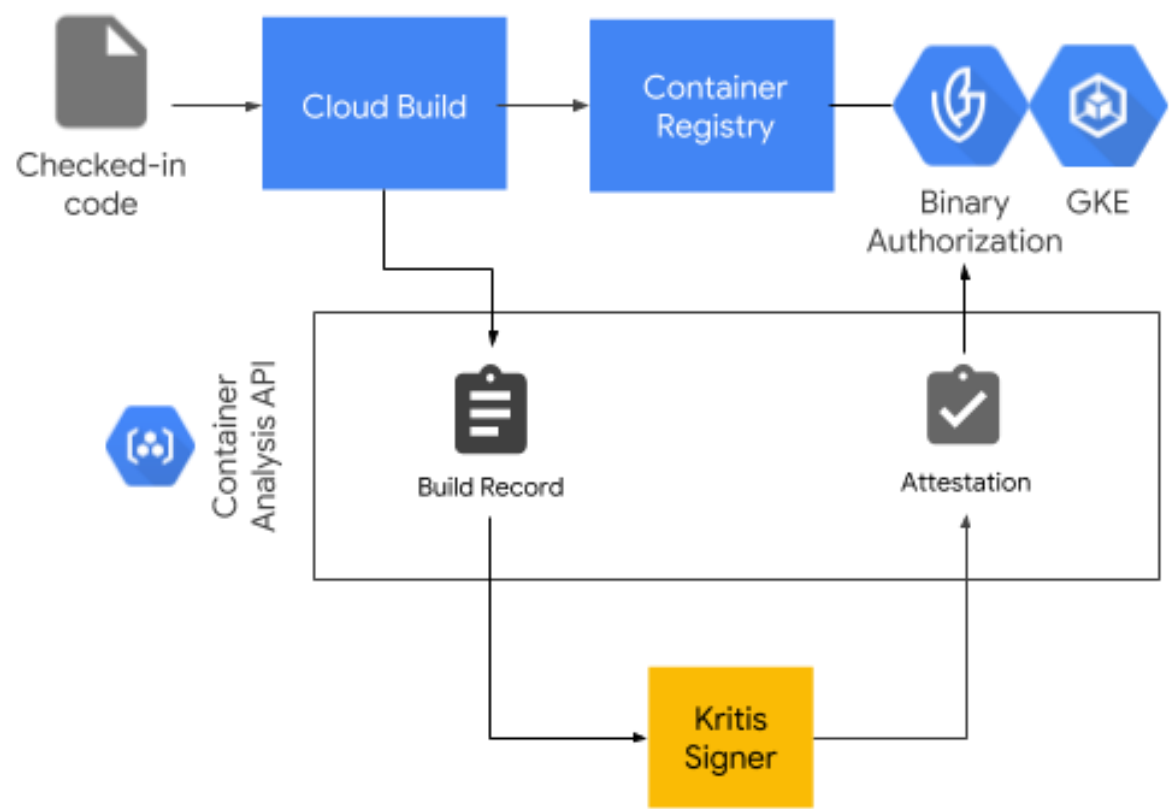 Checked-in
code
Cloud Build
Container
Registry
Binary
Authorization
GKE
Container
Analysis API
Build Record
Attestation
Kritis
Signer